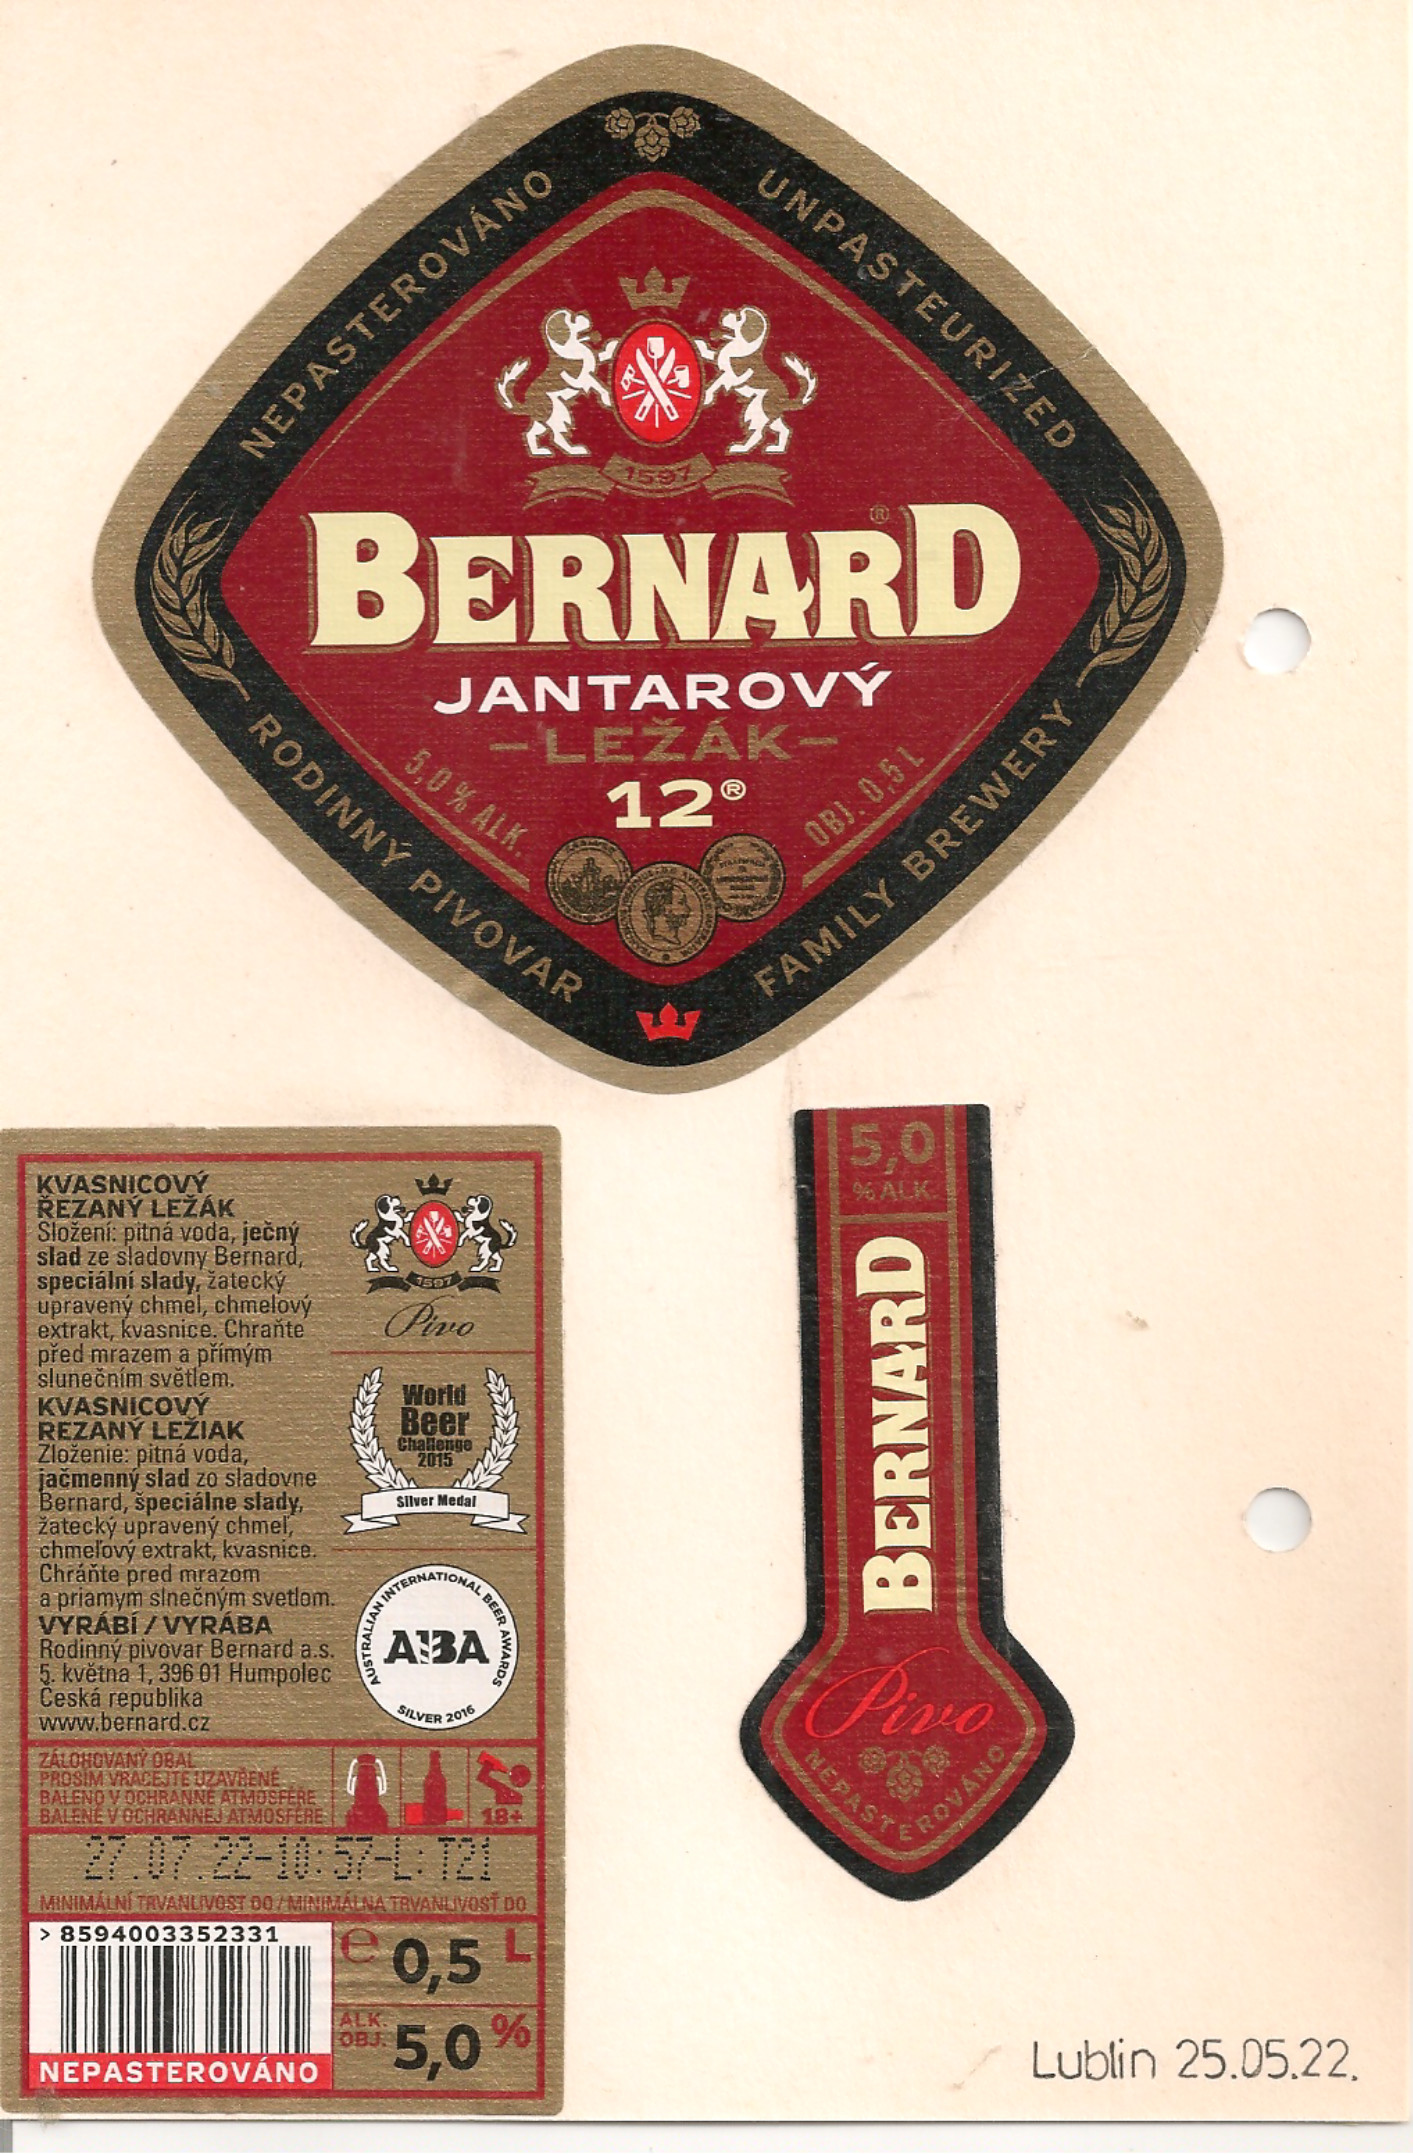 NEPASTEROVÁNO
UNPASTEURIZED
1597
BERNARD®
JANTAROVÝ
–LEŽÁK–
12®
5,0% ALK.
OBJ. 0,5 L
RODINNÝ PIVOVAR
FAMILY BREWERY
KVASNICOVÝ
ŘEZANÝ LEŽÁK
Složení: pitná voda, ječný
slad ze sladovny Bernard,
speciální slady, žatecký
upravený chmel, chmelový
extrakt, kvasnice. Chraňte
před mrazem a přímým
slunečním světlem.
KVASNICOVÝ
REZANÝ LEŽIAK
Zloženie: pitná voda,
jačmenný slad zo sladovne
Bernard, špeciálne slady,
žatecký upravený chmeľ,
chmeľový extrakt, kvasnice.
Chráňte pred mrazom
a priamym slnečným svetlom.
VYRÁBÍ / VYRÁBA
Rodinný pivovar Bernard a.s.
5. května 1, 396 01 Humpolec
Česká republika
www.bernard.cz
1597
Pivo
World
Beer
Challenge
2015
Silver Medal
AUSTRALIAN INTERNATIONAL BEER AWARDS
AIBA
SILVER 2016
ZÁLOHOVANÝ OBAL
PROSÍM VRACEJTE UZAVŘENÉ
BALENO V OCHRANNÉ ATMOSFÉŘE
BALENÉ V OCHRANNEJ ATMOSFÉRE
18+
27.07.22-10:57-L:T21
MINIMÁLNÍ TRVANLIVOST DO / MINIMÁLNA TRVANLIVOSŤ DO
> 8594003352331
NEPASTEROVÁNO
e 0,5 L
ALK.
OBJ. 5,0 %
5,0
% ALK.
BERNARD
Pivo
NEPASTEROVÁNO
Lublin 25.05.22.